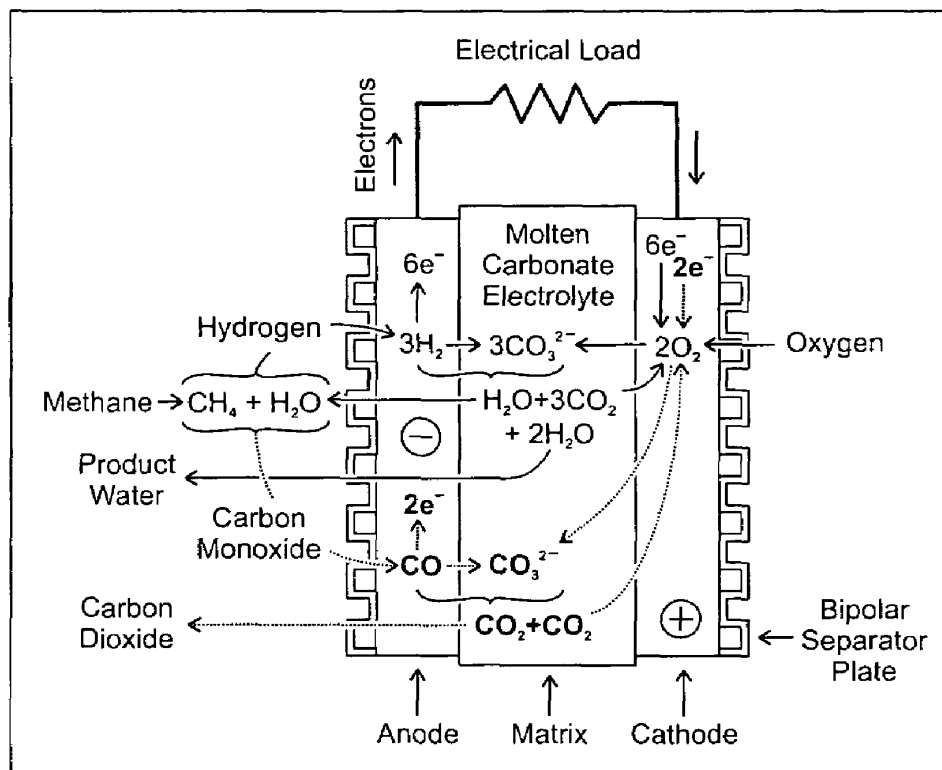 Electrical Load
Electrons
Molten
Carbonate
Electrolyte
6e⁻
6e⁻
2e⁻
Hydrogen
3H₂
3CO₃²⁻
2O₂
Oxygen
Methane
CH₄ + H₂O
H₂O+3CO₂
+ 2H₂O
−
Product
Water
2e⁻
Carbon
Monoxide
CO
CO₃²⁻
Carbon
Dioxide
CO₂+CO₂
+
Bipolar
Separator
Plate
Anode
Matrix
Cathode